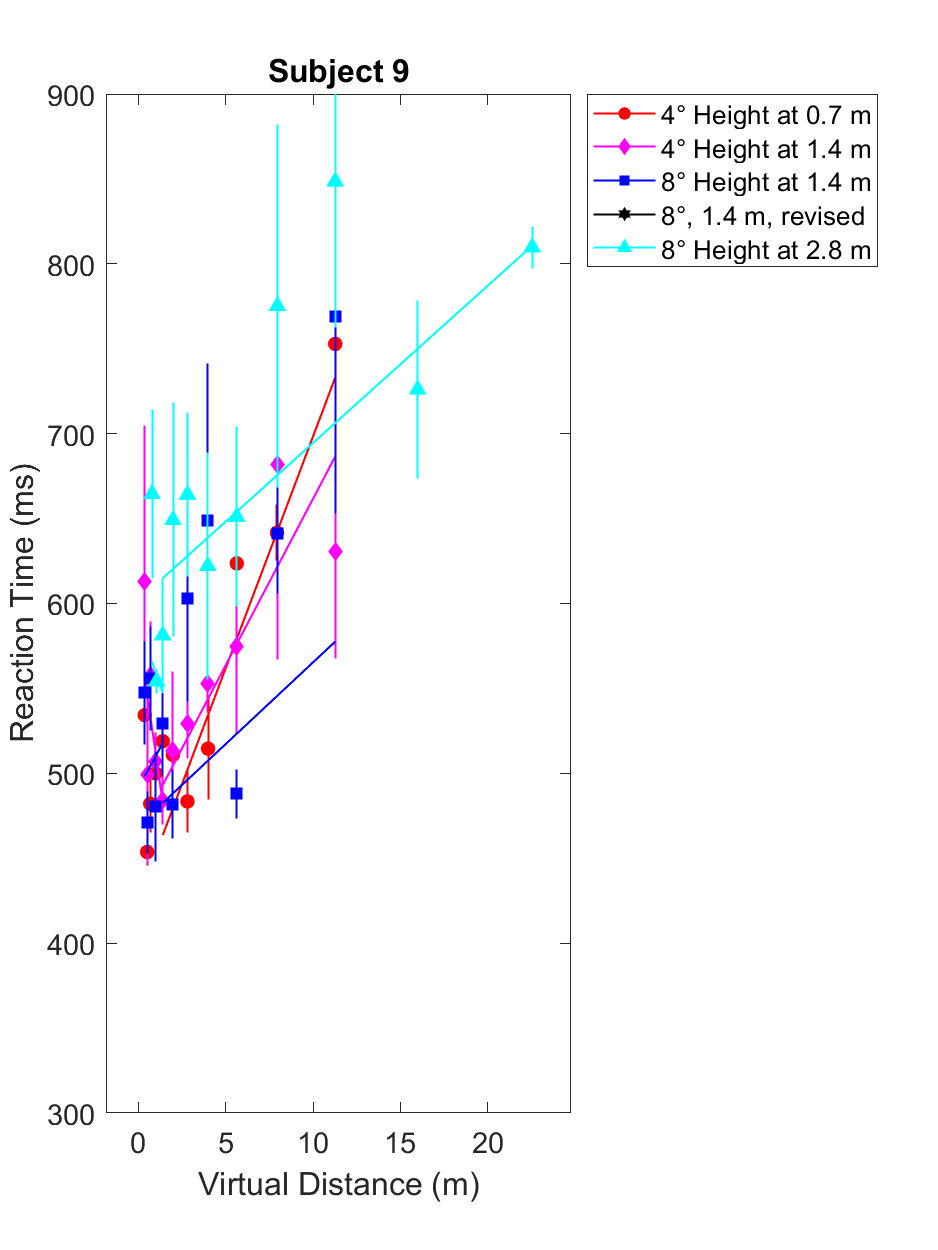 Subject 9
900
800
700
600
500
400
300
0 5 10 15 20
Reaction Time (ms)
Virtual Distance (m)
4° Height at 0.7 m
4° Height at 1.4 m
8° Height at 1.4 m
8°, 1.4 m, revised
8° Height at 2.8 m